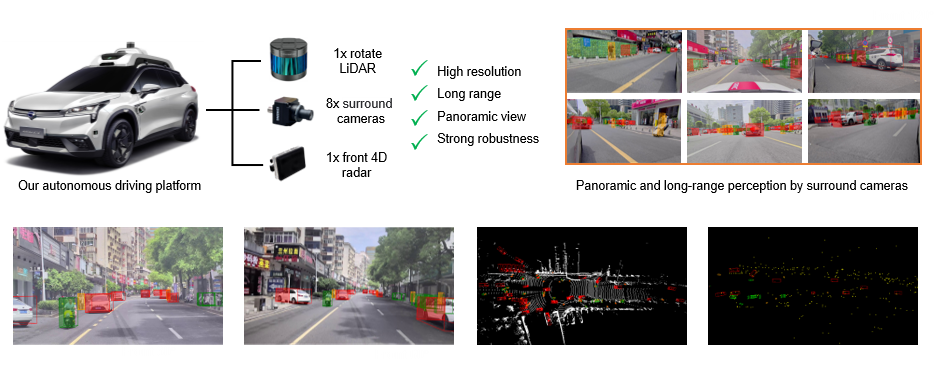 1x rotate
LiDAR
8x surround
cameras
1x front 4D
radar
High resolution
Long range
Panoramic view
Strong robustness
Our autonomous driving platform
Panoramic and long-range perception by surround cameras